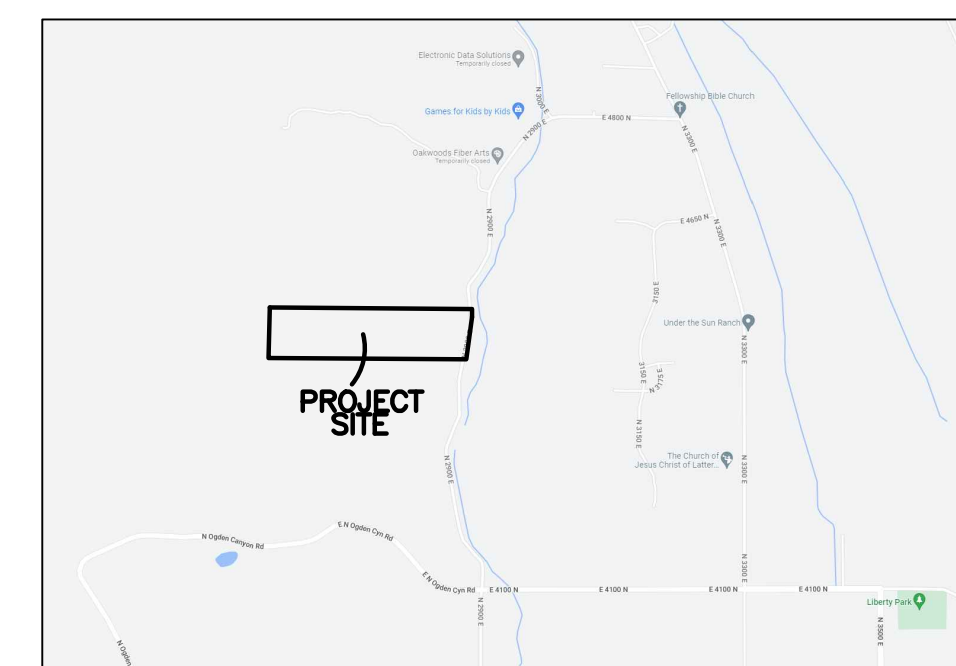 Electronic Data Solutions
Temporarily closed
N 3000 E
Fellowship Bible Church
Games for Kids by Kids
E 4800 N
N 2900 E
N 3300 E
Oakwoods Fiber Arts
Temporarily closed
N 2900 E
E 4650 N
N 3300 E
3150 E
Under the Sun Ranch
N 3300 E
3150 E
N 3175 E
PROJECT
SITE
N 3150 E
The Church of
Jesus Christ of Latter...
N 2900 E
N 3300 E
N Ogden Canyon Rd
E N Ogden Cyn Rd
N 3300 E
E N Ogden Cyn Rd
E 4100 N
E 4100 N
E 4100 N
E 4100 N
Liberty Park
N 2900 E
N 3500 E
N Ogden